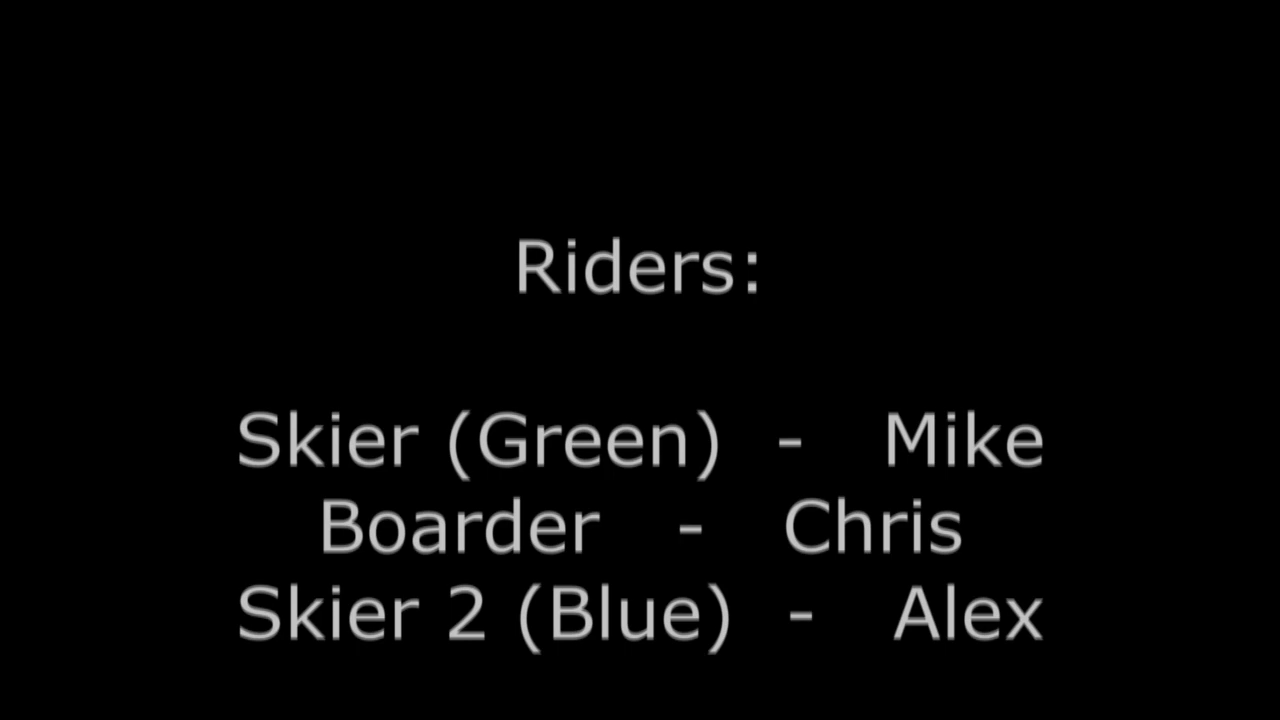 Riders:
Skier (Green) - Mike
Boarder - Chris
Skier 2 (Blue) - Alex